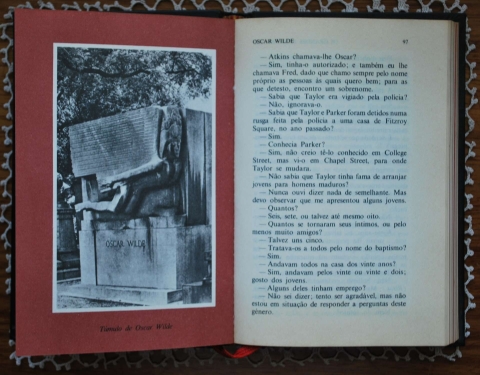 OSCAR WILDE
Túmulo de Oscar Wilde
OSCAR WILDE 67
— Atkins chamava-lhe Oscar?
— Sim, tinha-o autorizado; e também eu lhe
chamava Fred, dado que chamo sempre pelo nome
próprio as pessoas às quais quero bem; para as
que detesto, encontro um sobrenome.
— Sabia que Taylor era vigiado pela polícia?
— Não, ignorava-o.
— Sabia que Taylor e Parker foram detidos numa
rusga feita pela polícia a uma casa de Fitzroy
Square, no ano passado?
— Sim.
— Conhecia Parker?
— Sim, não creio tê-lo conhecido em College
Street, mas vi-o em Chapel Street, para onde
Taylor se mudara.
— Não sabia que Taylor tinha fama de arranjar
jovens para homens maduros?
— Nunca ouvi dizer nada de semelhante. Mas
devo observar que me apresentou alguns jovens.
— Quantos?
— Seis, sete, ou talvez até mesmo oito.
— Quantos se tornaram seus íntimos, ou pelo
menos muito amigos?
— Talvez uns cinco.
— Tratava-os a todos pelo nome do baptismo?
— Sim.
— Andavam todos na casa dos vinte anos?
— Sim, andavam pelos vinte ou vinte e dois;
gosto dos jovens.
— Alguns deles tinham emprego?
— Não sei dizer; tento ser agradável, mas não
estou em situação de responder a perguntas deste
género.